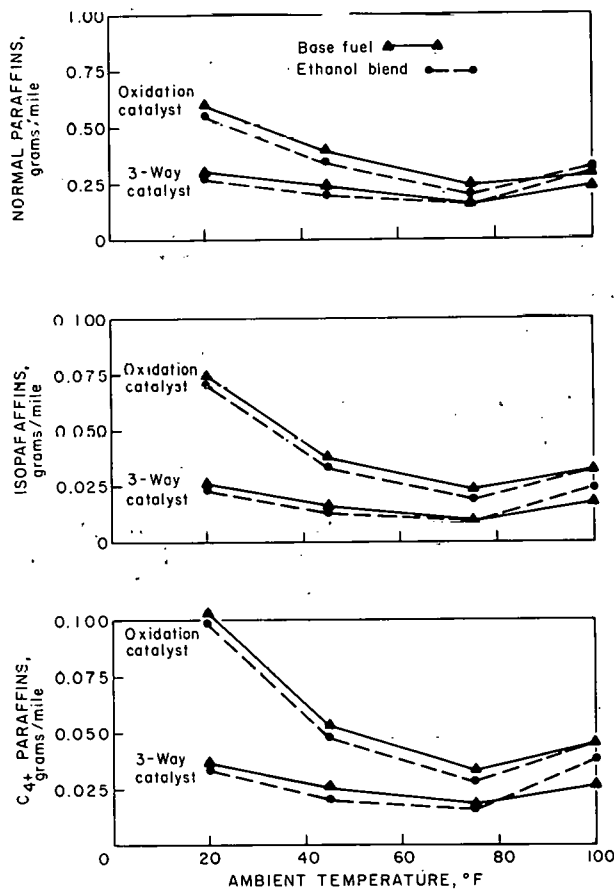 NORMAL PARAFFINS,
grams/mile
1.00
0.75
0.50
0.25
0
Base fuel
Ethanol blend
Oxidation
catalyst
3-Way
catalyst
ISOPAFAFFINS,
grams/mile
0.100
0.075
0.050
0.025
0
Oxidation
catalyst
3-Way
catalyst
C4+ PARAFFINS,
grams/mile
0.100
0.075
0.050
0.025
Oxidation
catalyst
3-Way
catalyst
20 40 60 80 100
AMBIENT TEMPERATURE, °F